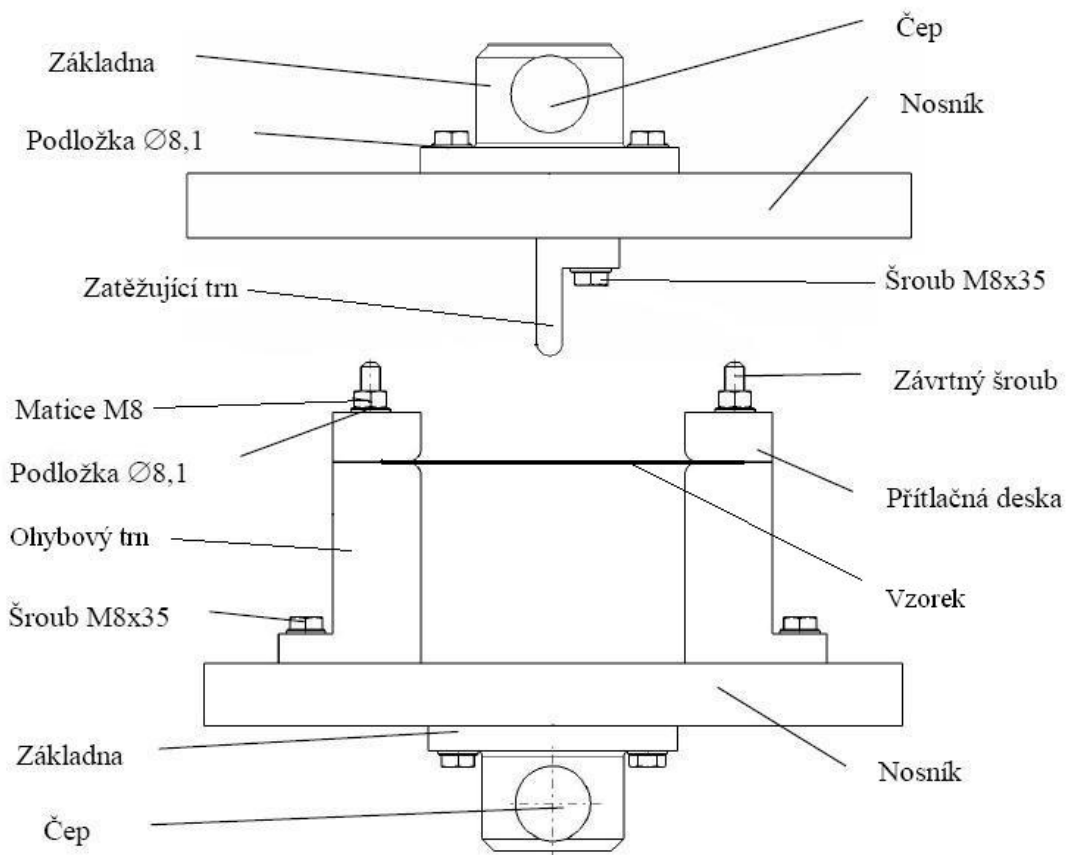 Čep
Základna
Nosník
Podložka ∅8,1
Zatěžující trn
Šroub M8x35
Závrtný šroub
Matice M8
Podložka ∅8,1
Přítlačná deska
Ohybový trn
Vzorek
Šroub M8x35
Základna
Nosník
Čep